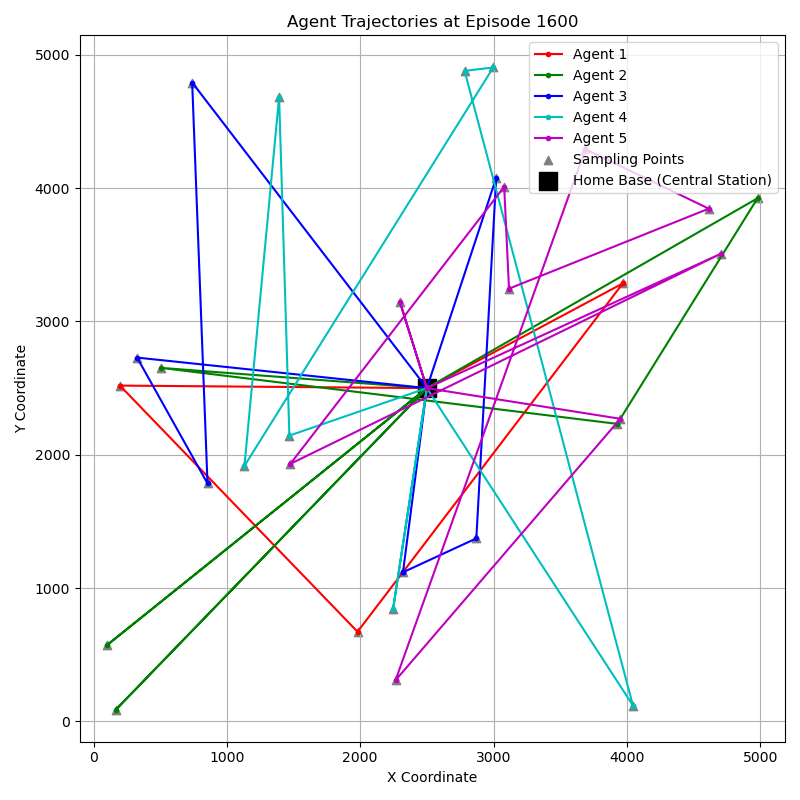 Agent Trajectories at Episode 1600
Agent 1
Agent 2
Agent 3
Agent 4
Agent 5
Sampling Points
Home Base (Central Station)
Y Coordinate
5000
4000
3000
2000
1000
0
0 1000 2000 3000 4000 5000
X Coordinate